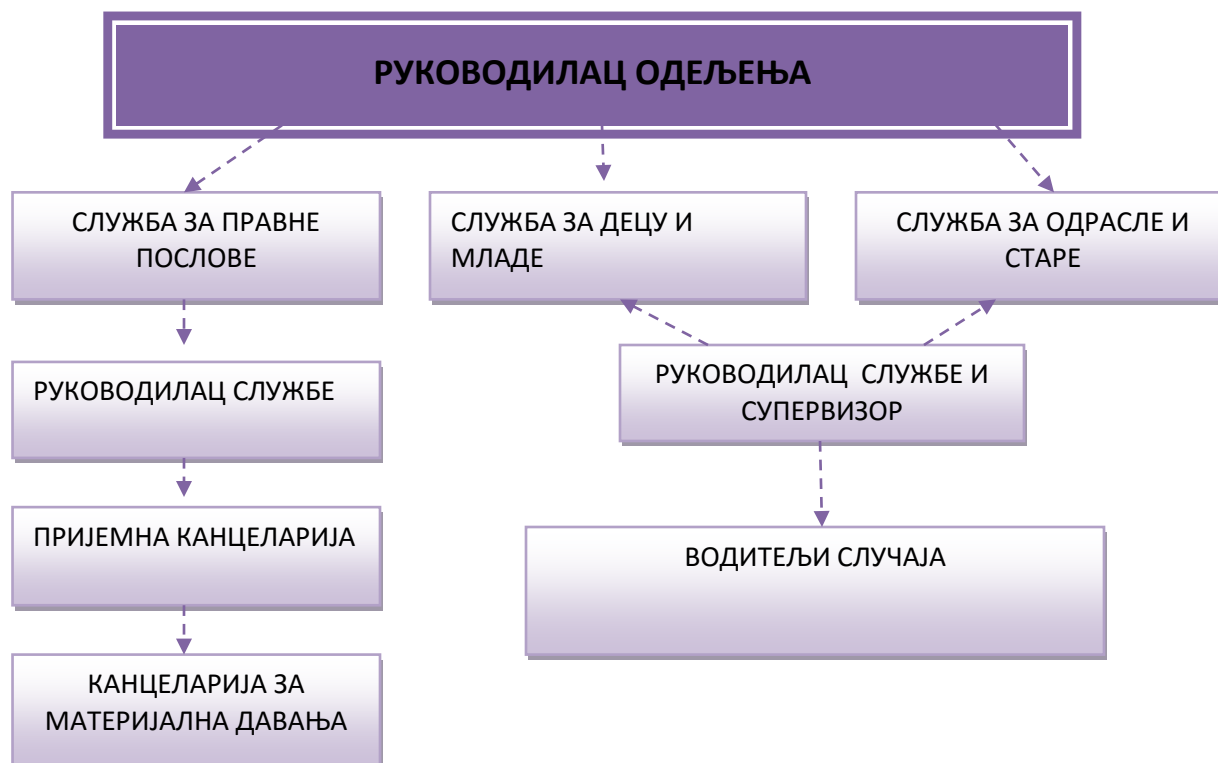 РУКОВОДИЛАЦ ОДЕЉЕЊА
СЛУЖБА ЗА ПРАВНЕ
ПОСЛОВЕ
СЛУЖБА ЗА ДЕЦУ И
МЛАДЕ
СЛУЖБА ЗА ОДРАСЛЕ И
СТАРЕ
РУКОВОДИЛАЦ СЛУЖБЕ
РУКОВОДИЛАЦ  СЛУЖБЕ И
СУПЕРВИЗОР
ПРИЈЕМНА КАНЦЕЛАРИЈА
ВОДИТЕЉИ СЛУЧАЈА
КАНЦЕЛАРИЈА ЗА
МАТЕРИЈАЛНА ДАВАЊА